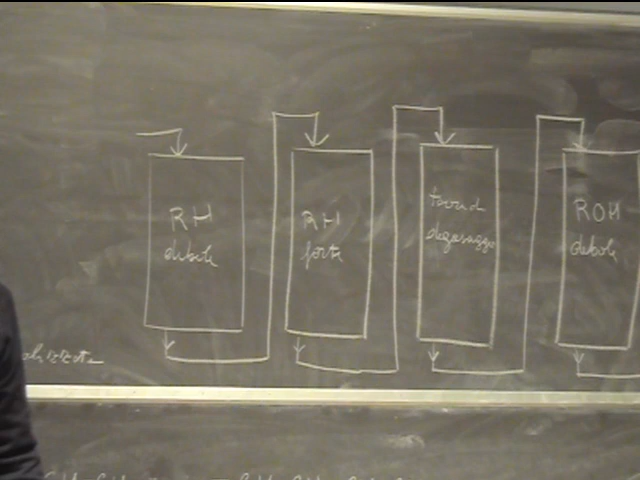 RH
debole
RH
forte
torre di
degasaggio
ROH
debole